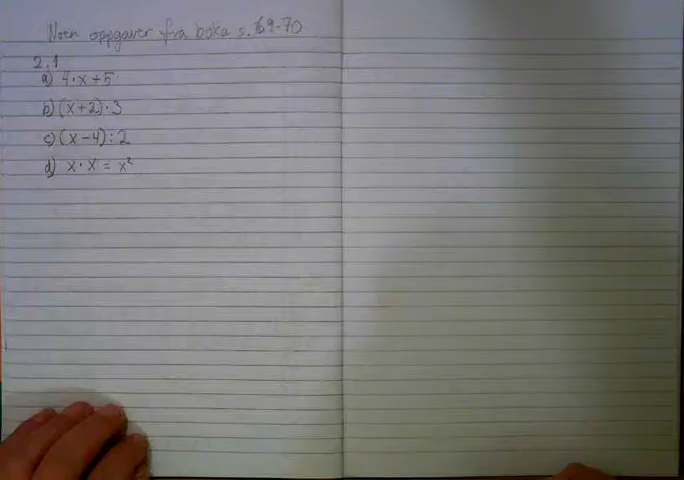 Noen oppgaver fra boka s. 69-70
2.1
a) 4·x+5
b) (x+2)·3
c) (x-4):2
d) x·x = x²